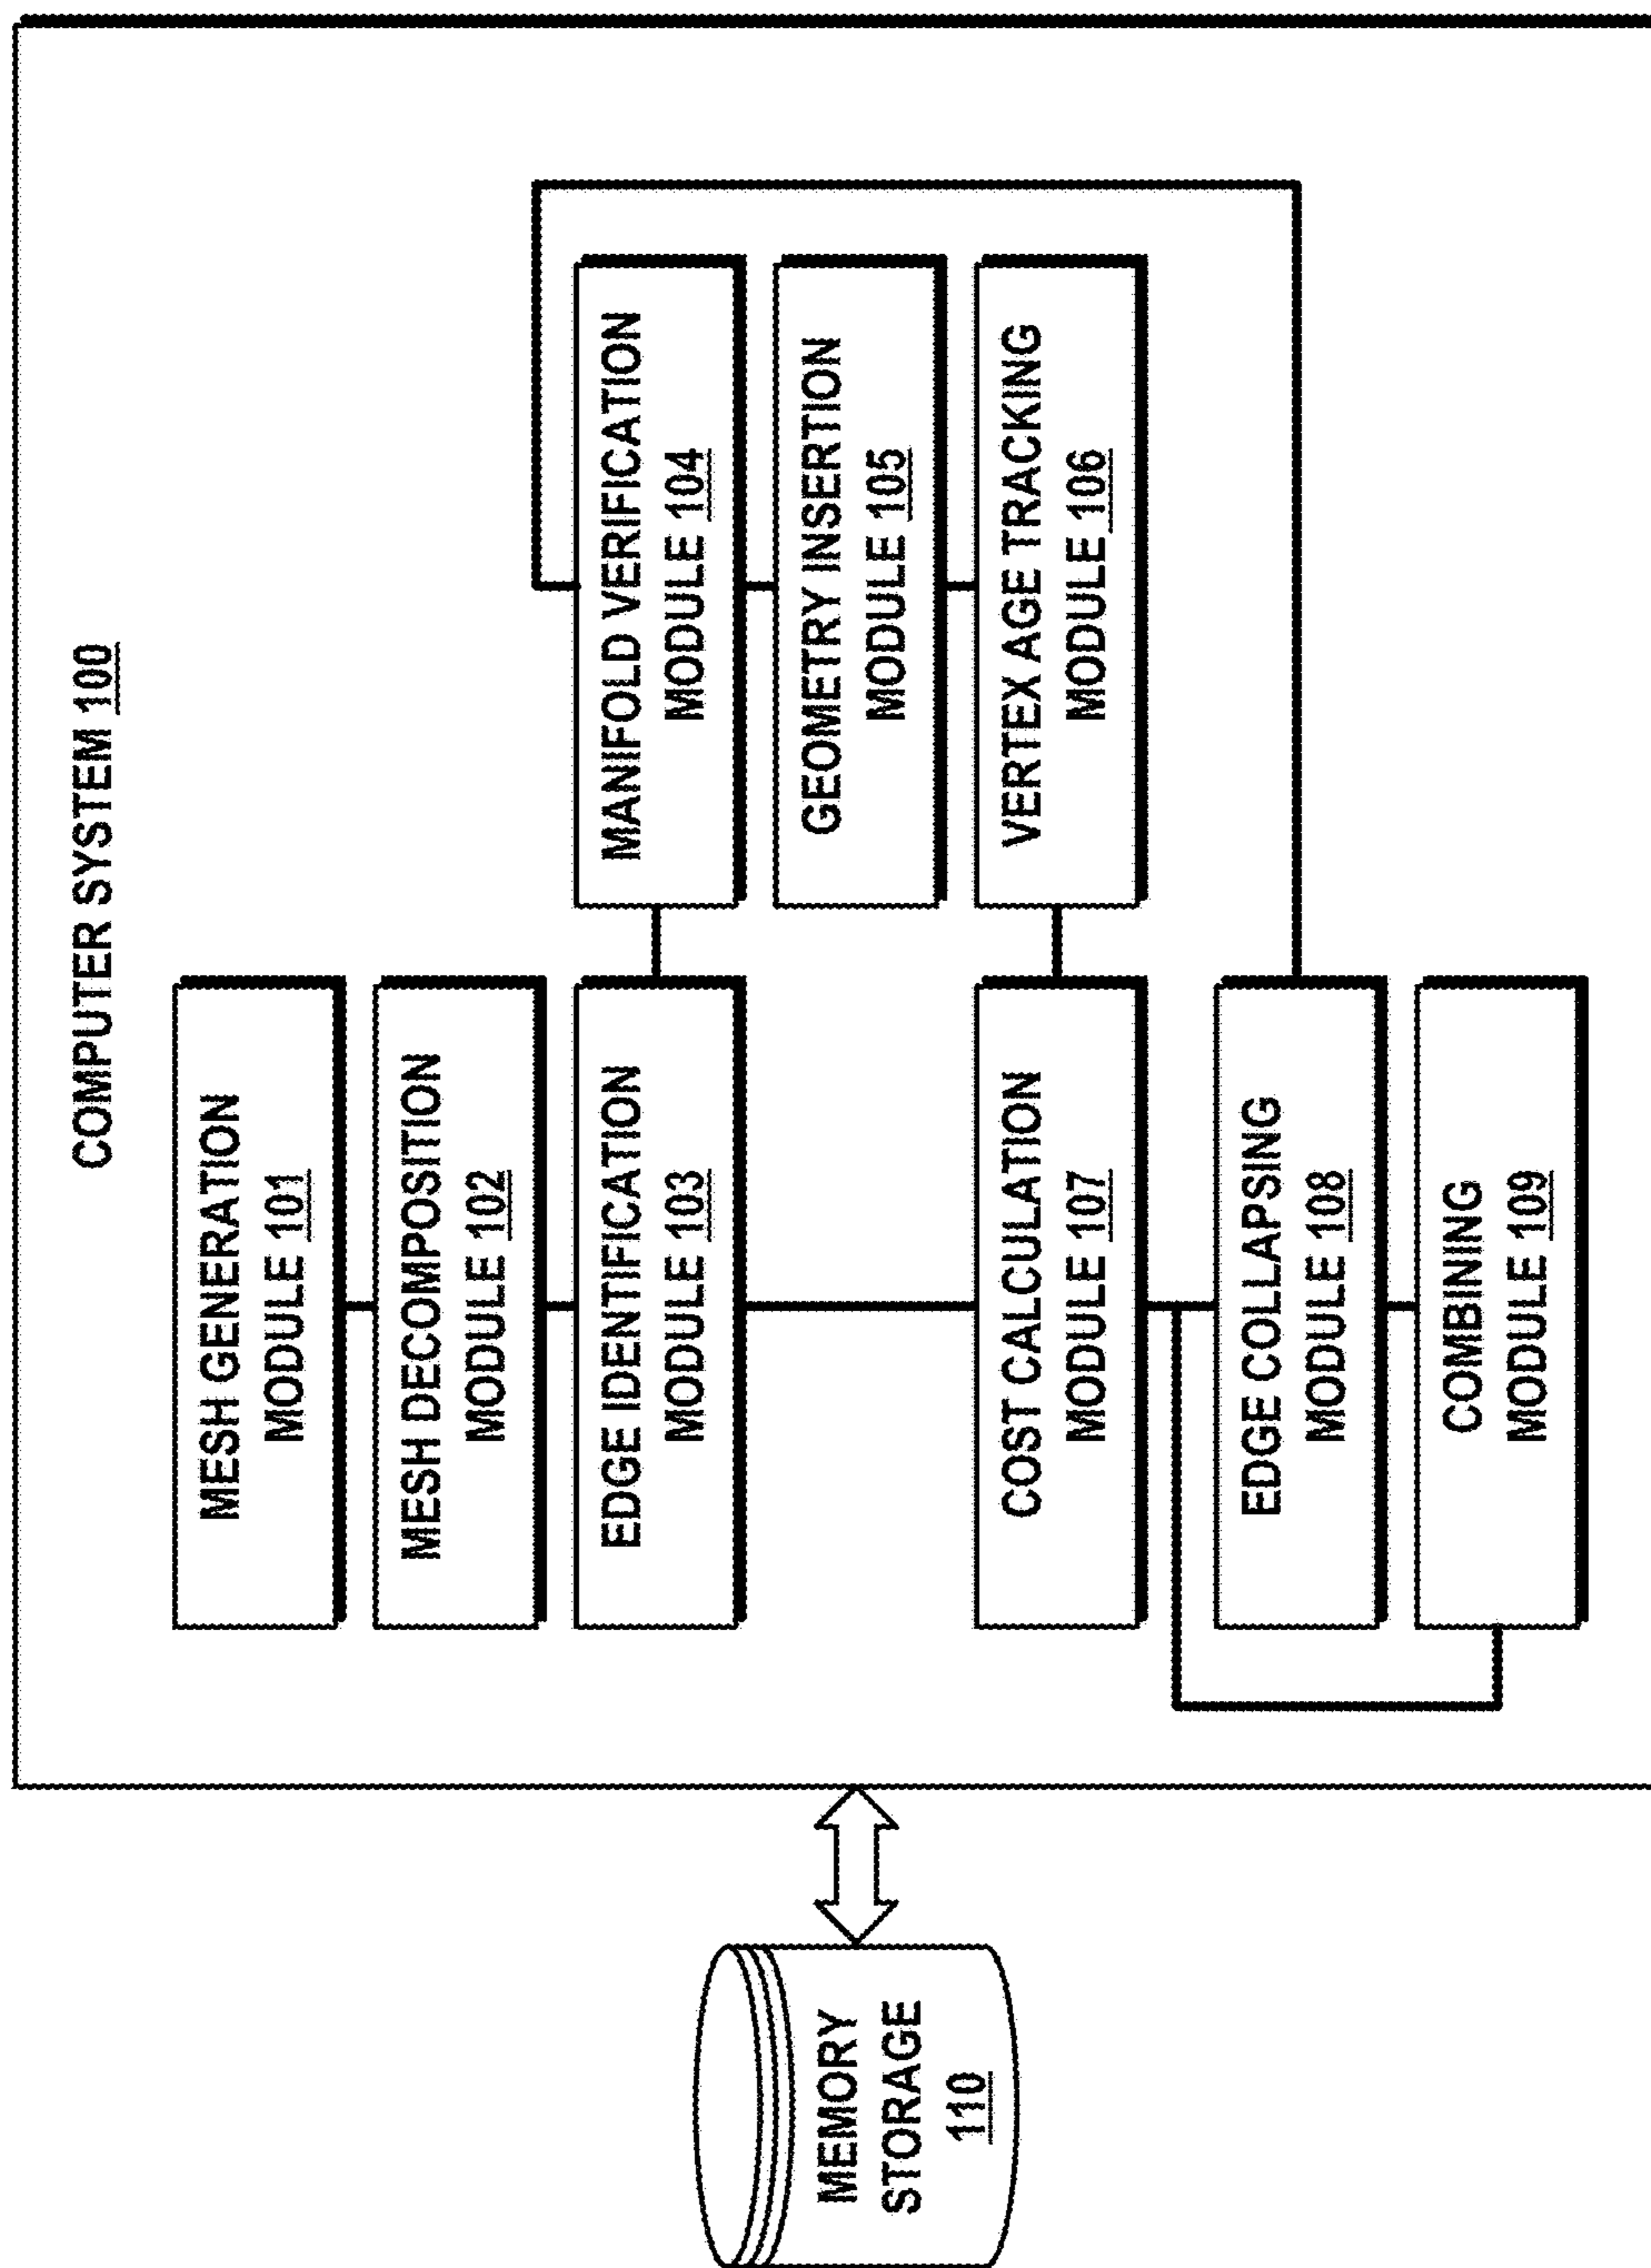 COMPUTER SYSTEM 100
MESH GENERATION
MODULE 101
MESH DECOMPOSITION
MODULE 102
EDGE IDENTIFICATION
MODULE 103
MANIFOLD VERIFICATION
MODULE 104
GEOMETRY INSERTION
MODULE 105
VERTEX AGE TRACKING
MODULE 106
COST CALCULATION
MODULE 107
EDGE COLLAPSING
MODULE 108
COMBINING
MODULE 109
MEMORY
STORAGE
110